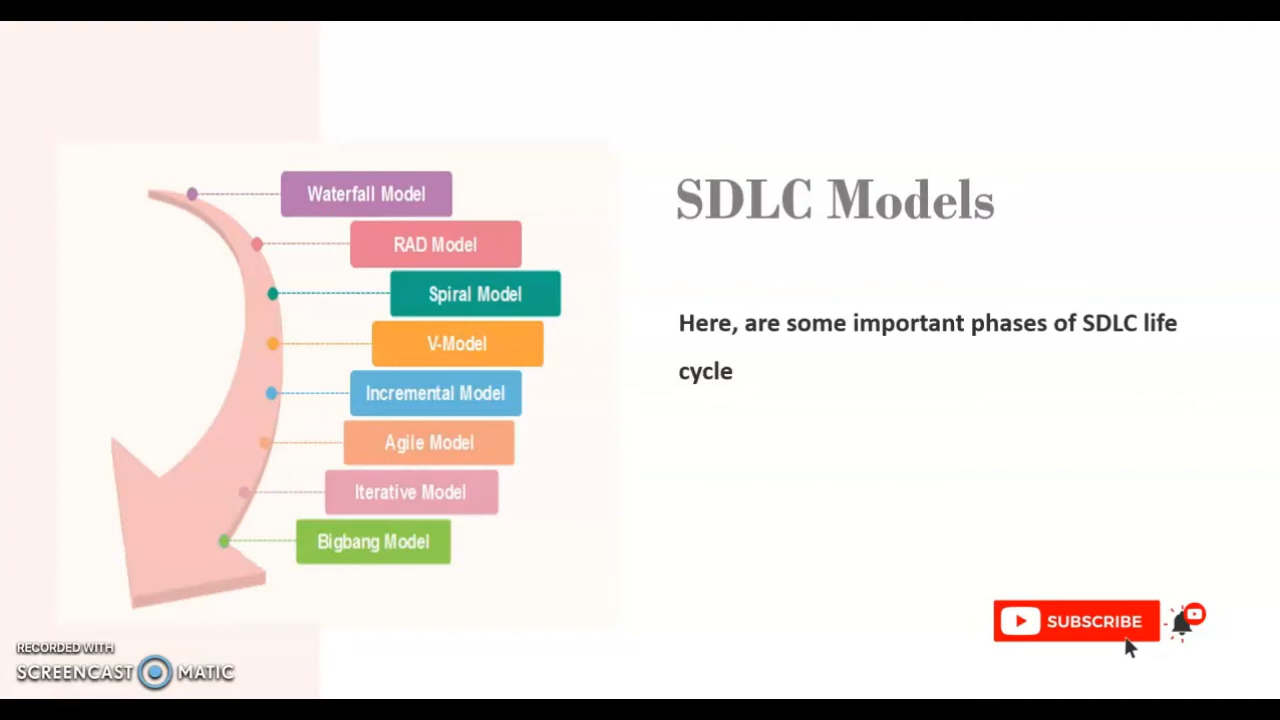 Waterfall Model
RAD Model
Spiral Model
V-Model
Incremental Model
Agile Model
Iterative Model
Bigbang Model
SDLC Models
Here, are some important phases of SDLC life
cycle
SUBSCRIBE
RECORDED WITH
SCREENCAST MATIC